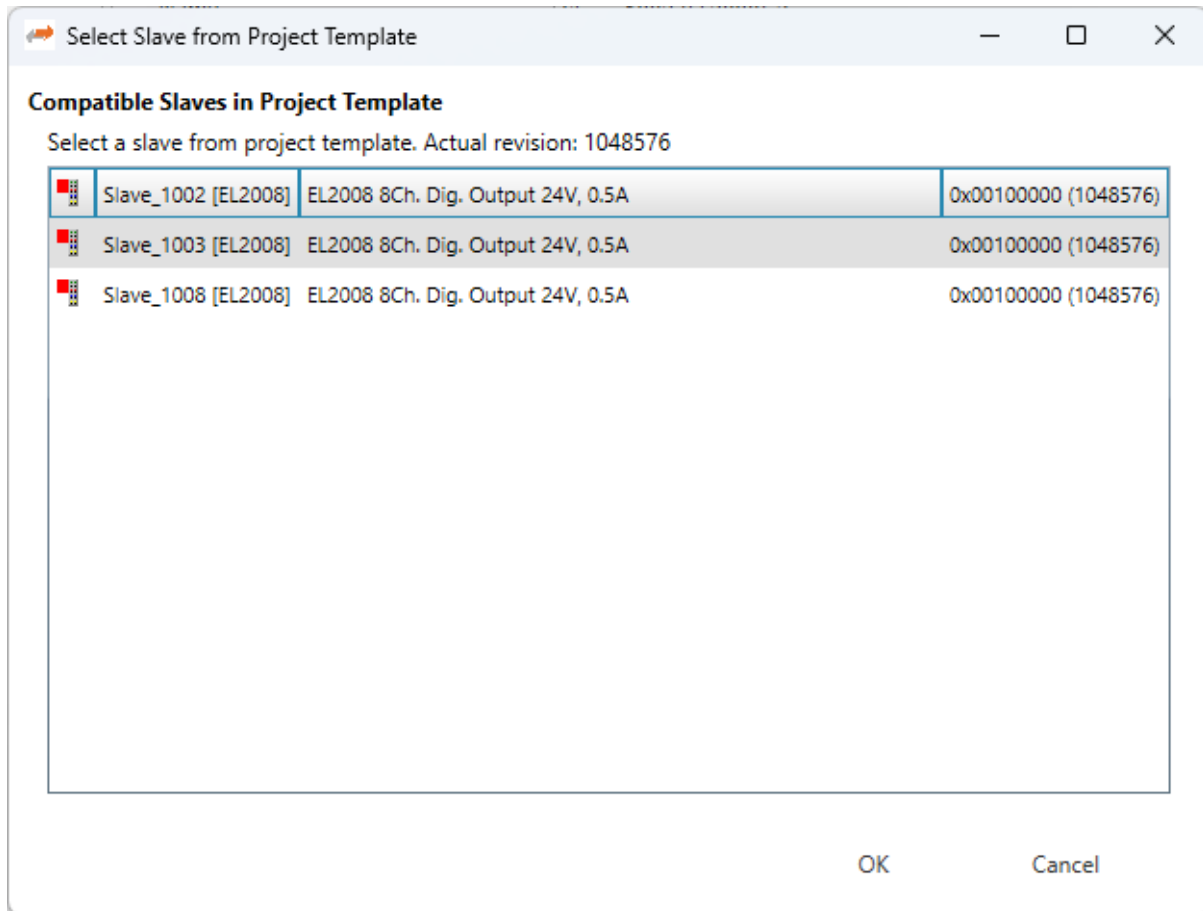 Select Slave from Project Template
Compatible Slaves in Project Template
Select a slave from project template. Actual revision: 1048576
Slave_1002 [EL2008] EL2008 8Ch. Dig. Output 24V, 0.5A 0x00100000 (1048576)
Slave_1003 [EL2008] EL2008 8Ch. Dig. Output 24V, 0.5A 0x00100000 (1048576)
Slave_1008 [EL2008] EL2008 8Ch. Dig. Output 24V, 0.5A 0x00100000 (1048576)
OK Cancel